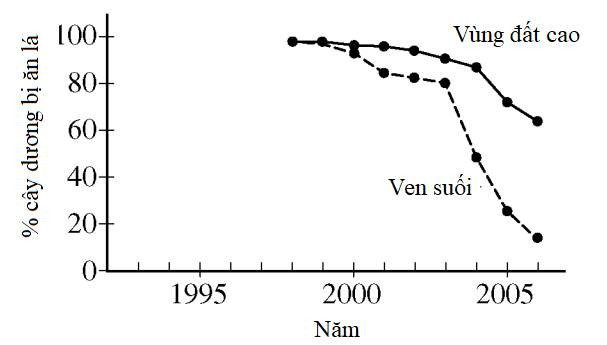 % cây dương bị ăn lá
100
80
60
40
20
0
Vùng đất cao
Ven suối
1995
2000
2005
Năm